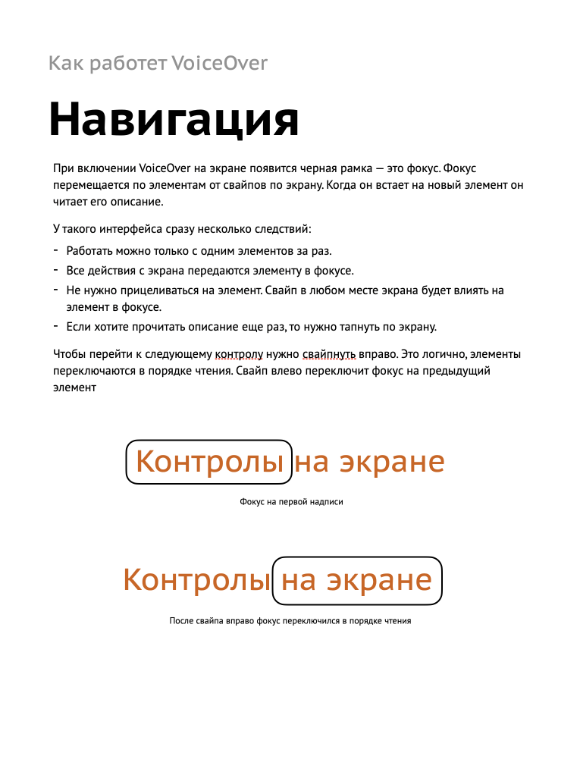 Как работет VoiceOver
Навигация
При включении VoiceOver на экране появится черная рамка — это фокус. Фокус
перемещается по элементам от свайпов по экрану. Когда он встает на новый элемент он
читает его описание.
У такого интерфейса сразу несколько следствий:
- Работать можно только с одним элементов за раз.
- Все действия с экрана передаются элементу в фокусе.
- Не нужно прицеливаться на элемент. Свайп в любом месте экрана будет влиять на
элемент в фокусе.
- Если хотите прочитать описание еще раз, то нужно тапнуть по экрану.
Чтобы перейти к следующему контролу нужно свайпнуть вправо. Это логично, элементы
переключаются в порядке чтения. Свайп влево переключит фокус на предыдущий
элемент
Контролы на экране
Фокус на первой надписи
Контролы на экране
После свайпа вправо фокус переключился в порядке чтения